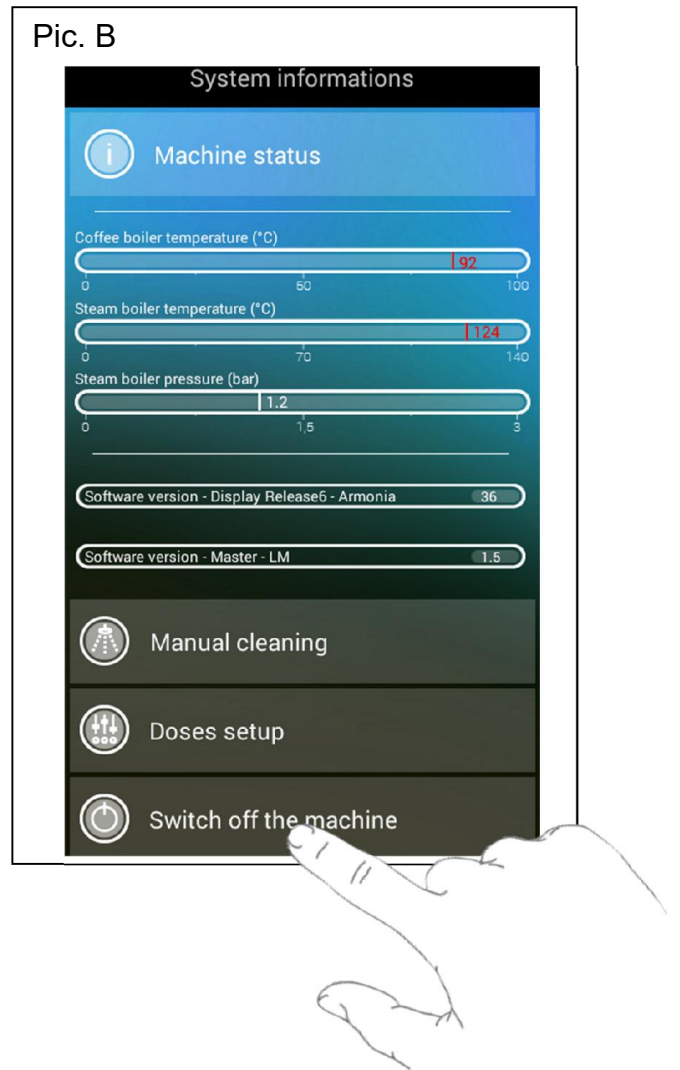 Pic. B
System informations
i Machine status
Coffee boiler temperature (°C)
92
0 50 100
Steam boiler temperature (°C)
124
0 70 140
Steam boiler pressure (bar)
1.2
0 1,5 3
Software version - Display Release6 - Armonia 36
Software version - Master - LM 1.5
Manual cleaning
Doses setup
Switch off the machine